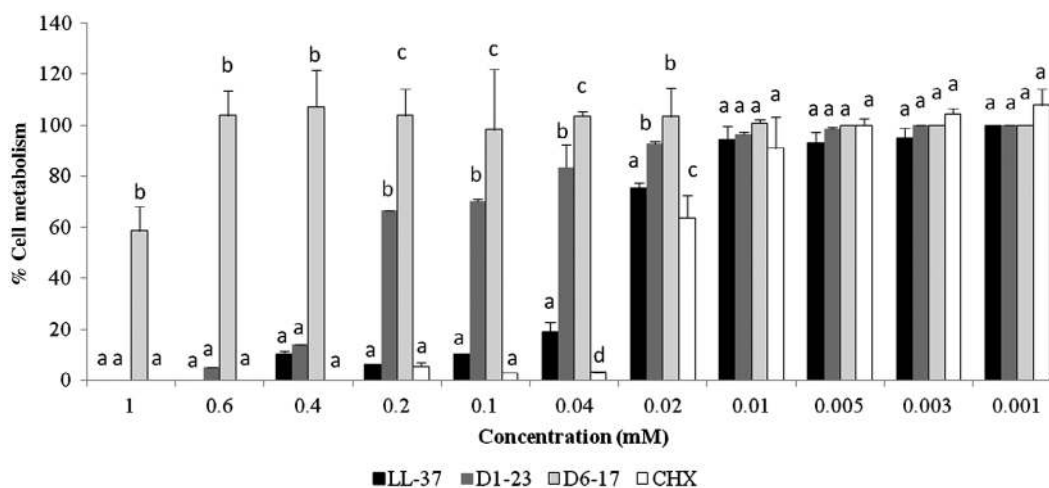 140
120
100
80
60
40
20
0
% Cell metabolism
a a b a
a a b a
a a b a
a b c a
a b c a
a b c d
a b b c
a a a a
a a a a
a a a a
a a a a
1 0.6 0.4 0.2 0.1 0.04 0.02 0.01 0.005 0.003 0.001
Concentration (mM)
LL-37 D1-23 D6-17 CHX